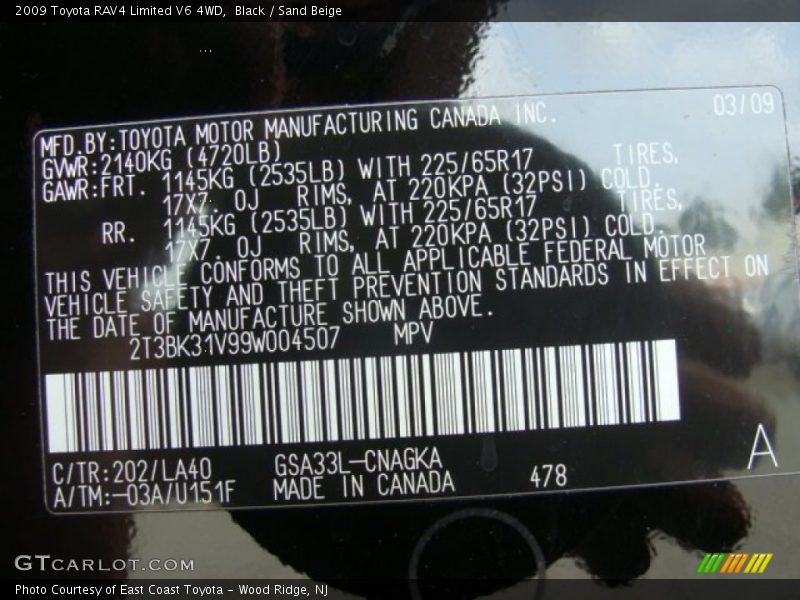 2009 Toyota RAV4 Limited V6 4WD, Black / Sand Beige
MFD.BY:TOYOTA MOTOR MANUFACTURING CANADA INC. 03/09
GVWR:2140KG (4720LB)
GAWR:FRT. 1145KG (2535LB) WITH 225/65R17 TIRES,
17X7.0J RIMS, AT 220KPA (32PSI) COLD.
RR. 1145KG (2535LB) WITH 225/65R17 TIRES,
17X7.0J RIMS, AT 220KPA (32PSI) COLD.
THIS VEHICLE CONFORMS TO ALL APPLICABLE FEDERAL MOTOR
VEHICLE SAFETY AND THEFT PREVENTION STANDARDS IN EFFECT ON
THE DATE OF MANUFACTURE SHOWN ABOVE.
2T3BK31V99W004507 MPV
A
C/TR:202/LA40 GSA33L-CNAGKA
A/TM:-03A/U151F MADE IN CANADA 478
GTCARLOT.COM
Photo Courtesy of East Coast Toyota - Wood Ridge, NJ